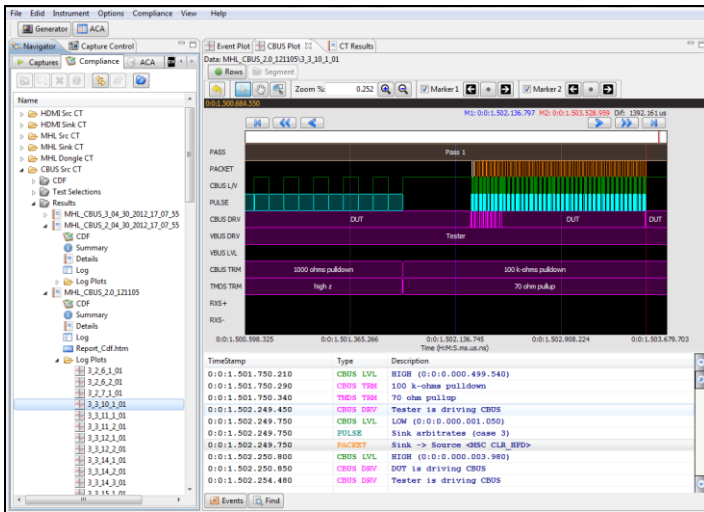 File Edid Instrument Options Compliance View Help
Generator ACA
Navigator Capture Control
Captures Compliance ACA
Name
HDMI Src CT
HDMI Sink CT
MHL Src CT
MHL Sink CT
MHL Dongle CT
CBUS Src CT
CDF
Test Selections
Results
MHL_CBUS_3_04_30_2012_17_07_55
MHL_CBUS_2_04_30_2012_17_07_55
CDF
Summary
Details
Log
Log Plots
MHL_CBUS_2.0_121105
CDF
Summary
Details
Log
Report_Cdf.htm
Log Plots
3_2_6_1_01
3_2_6_2_01
3_2_7_1_01
3_3_10_1_01
3_3_11_1_01
3_3_11_2_01
3_3_12_1_01
3_3_12_2_01
3_3_14_1_01
3_3_14_2_01
3_3_14_3_01
3_3_15_1_01
Event Plot CBUS Plot CT Results
Data: MHL_CBUS_2.0_121105\3_3_10_1_01
Rows Segment
Zoom % 0.252 Marker 1 Marker 2
0:0:1.500.684.550
M1: 0:0:1.502.136.797 M2: 0:0:1.503.528.959 Dif: 1392.161 us
PASS Pass 1
PACKET
CBUS L/V
PULSE
CBUS DRV DUT DUT DUT
VBUS DRV Tester
VBUS LVL
CBUS TRM 1000 ohms pulldown 100 k-ohms pulldown
TMDS TRM high z 70 ohm pullup
RXS+
RXS-
0:0:1.500.598.325 0:0:1.501.365.266 0:0:1.502.136.745 0:0:1.502.908.224 0:0:1.503.679.703
Time (H:M:S.ms.us.ns)
TimeStamp Type Description
0:0:1.501.750.210 CBUS LVL HIGH (0:0:0.000.499.540)
0:0:1.501.750.290 CBUS TRM 100 k-ohms pulldown
0:0:1.501.750.340 TMDS TRM 70 ohm pullup
0:0:1.502.249.450 CBUS DRV Tester is driving CBUS
0:0:1.502.249.750 CBUS LVL LOW (0:0:0.000.001.050)
0:0:1.502.249.750 PULSE Sink arbitrates (case 3)
0:0:1.502.249.750 PACKET Sink -> Source <MSC CLR_HPD>
0:0:1.502.250.800 CBUS LVL HIGH (0:0:0.000.003.980)
0:0:1.502.250.850 CBUS DRV DUT is driving CBUS
0:0:1.502.254.480 CBUS DRV Tester is driving CBUS
Events Find